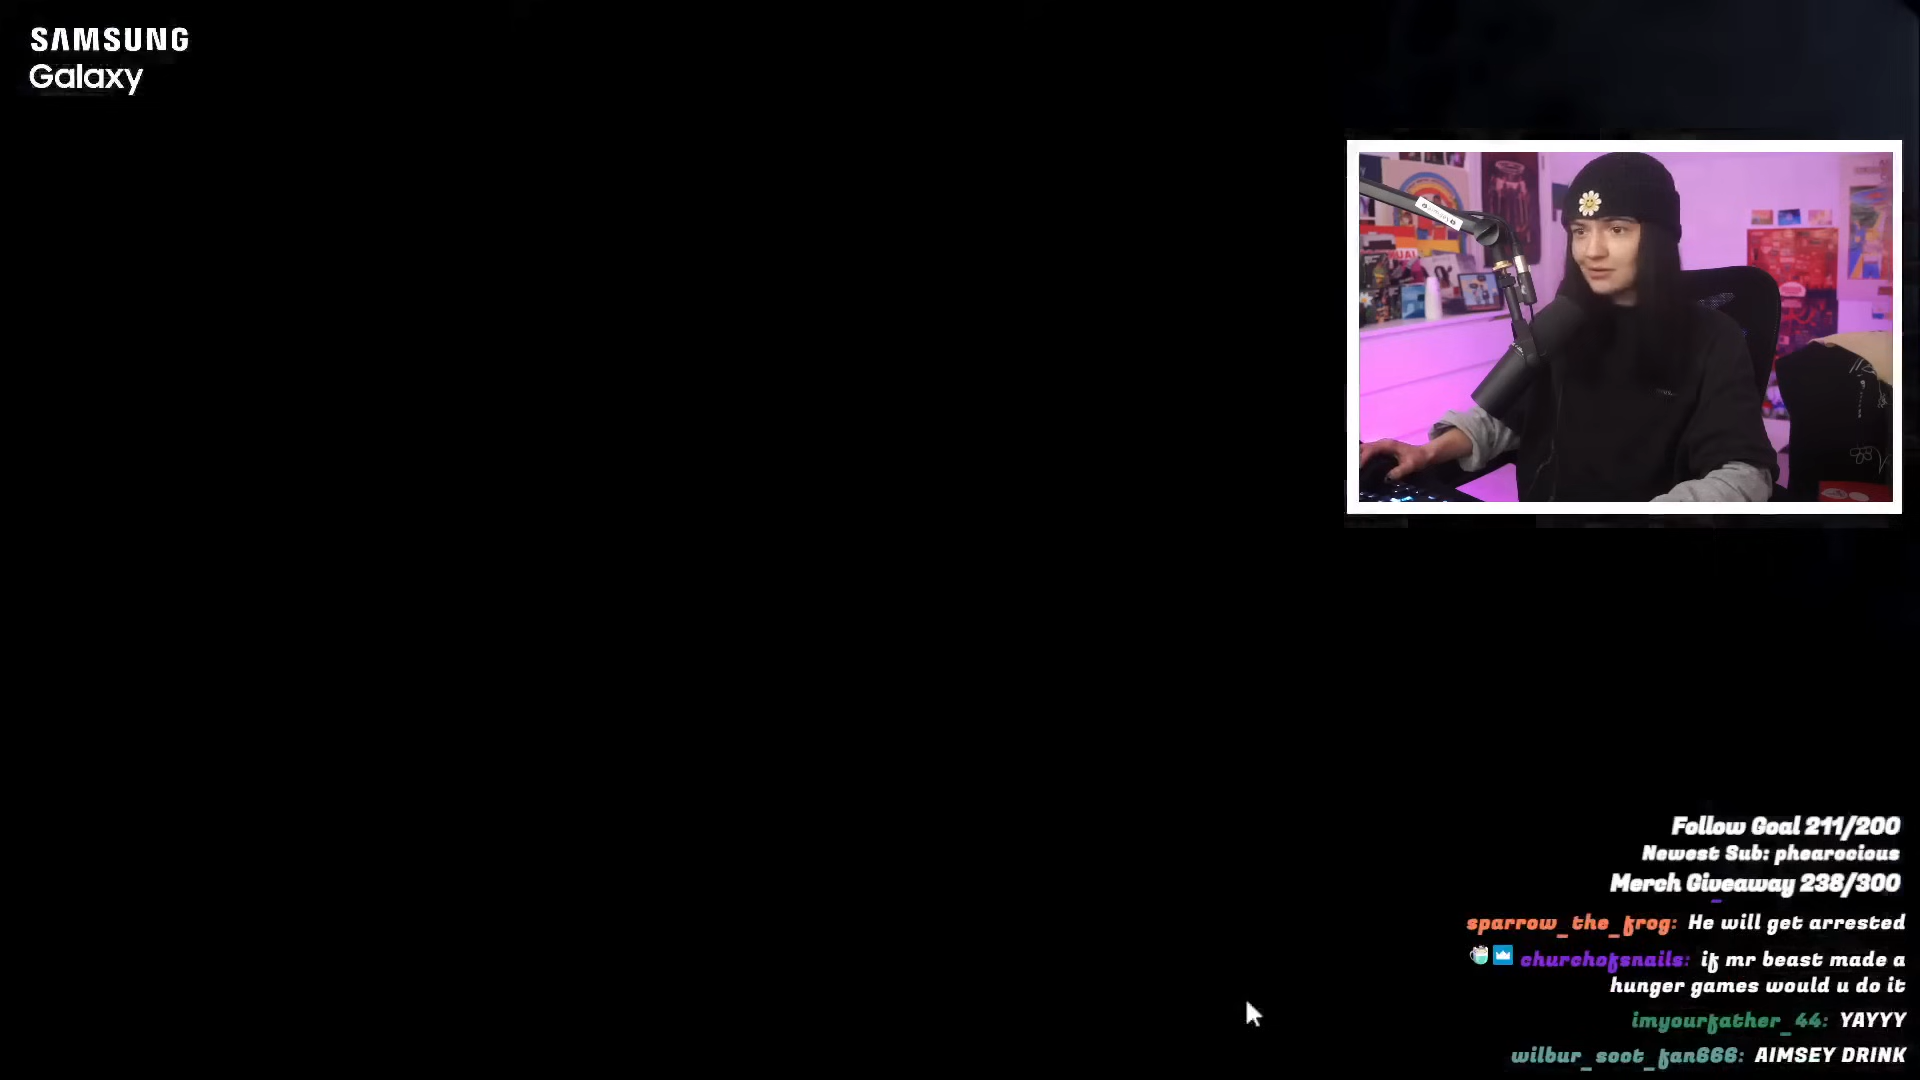 SAMSUNG
Galaxy
Follow Goal 211/200
Newest Sub: phearocious
Merch Giveaway 238/300
sparrow_the_frog: He will get arrested
churchofsnails: if mr beast made a
hunger games would u do it
imyourfather_44: YAYYY
wilbur_soot_fan666: AIMSEY DRINK